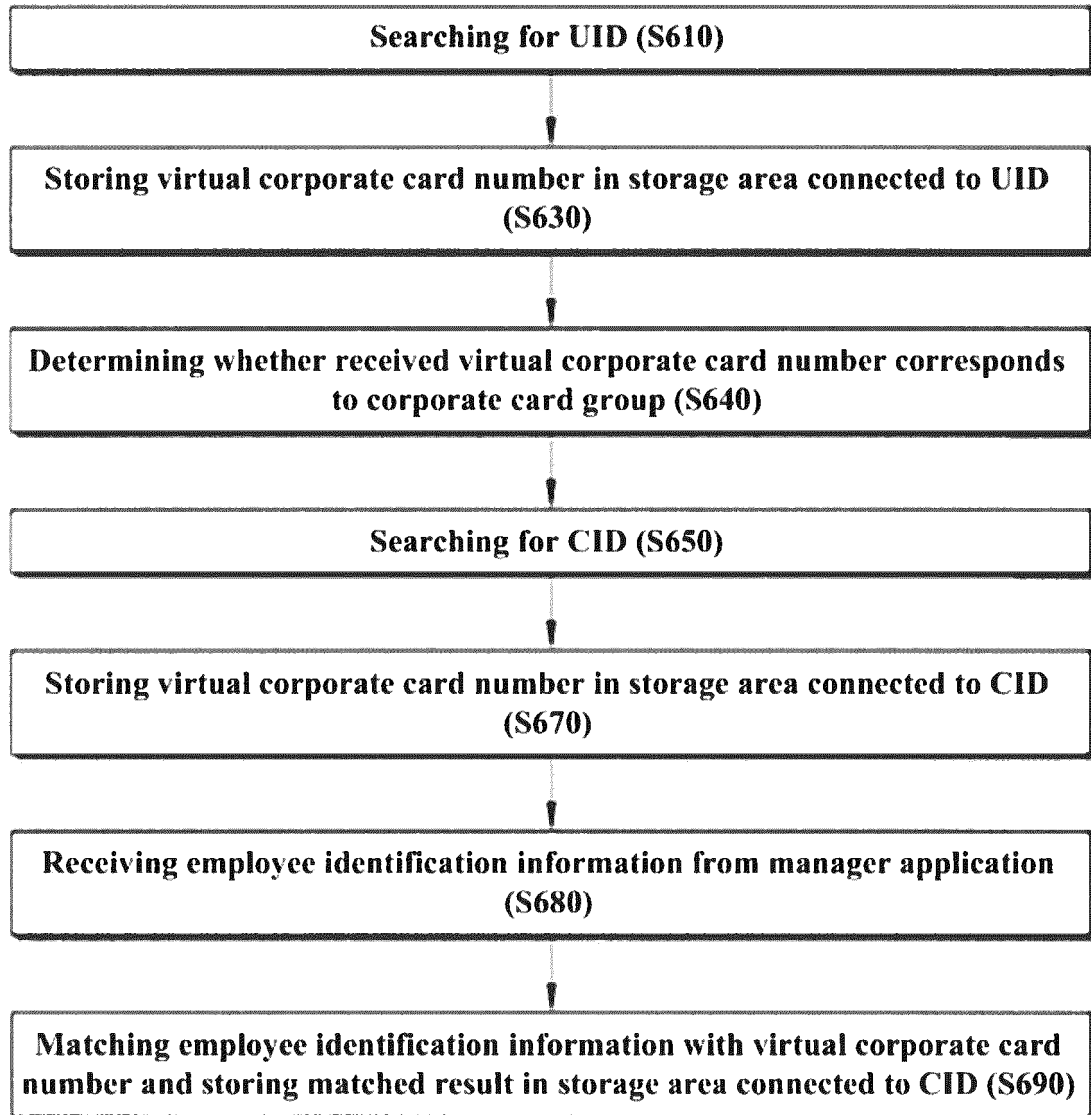 Searching for UID (S610)
Storing virtual corporate card number in storage area connected to UID
(S630)
Determining whether received virtual corporate card number corresponds
to corporate card group (S640)
Searching for CID (S650)
Storing virtual corporate card number in storage area connected to CID
(S670)
Receiving employee identification information from manager application
(S680)
Matching employee identification information with virtual corporate card
number and storing matched result in storage area connected to CID (S690)